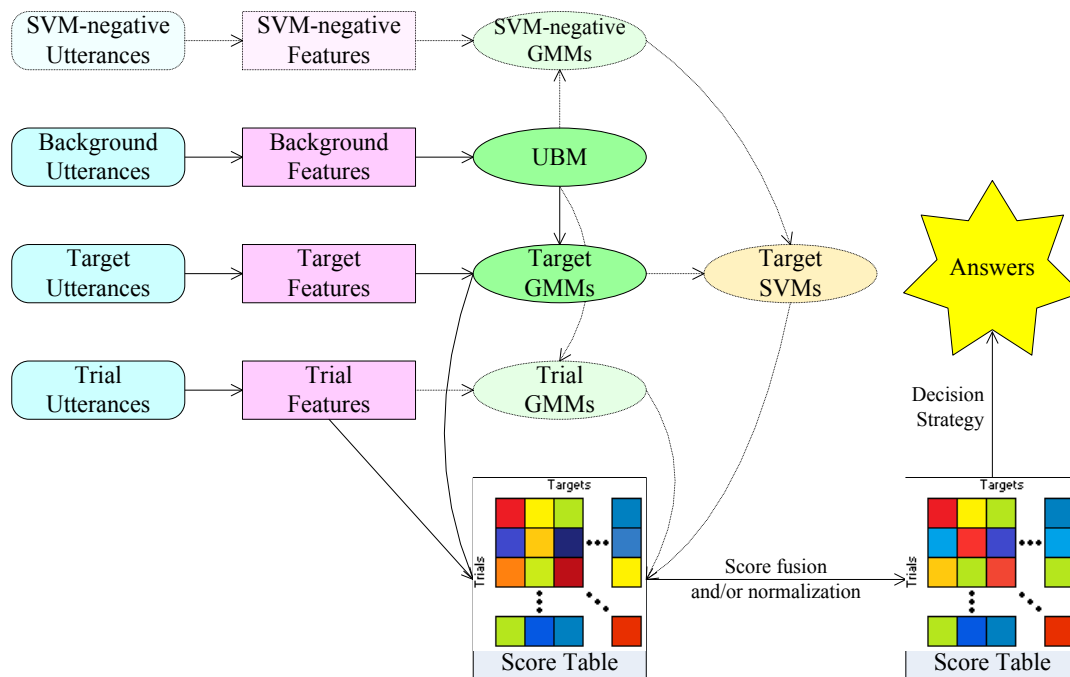 SVM-negative
Utterances
SVM-negative
Features
SVM-negative
GMMs
Background
Utterances
Background
Features
UBM
Target
Utterances
Target
Features
Target
GMMs
Target
SVMs
Answers
Trial
Utterances
Trial
Features
Trial
GMMs
Decision
Strategy
Targets
Trials
Score Table
Score fusion
and/or normalization
Targets
Trials
Score Table